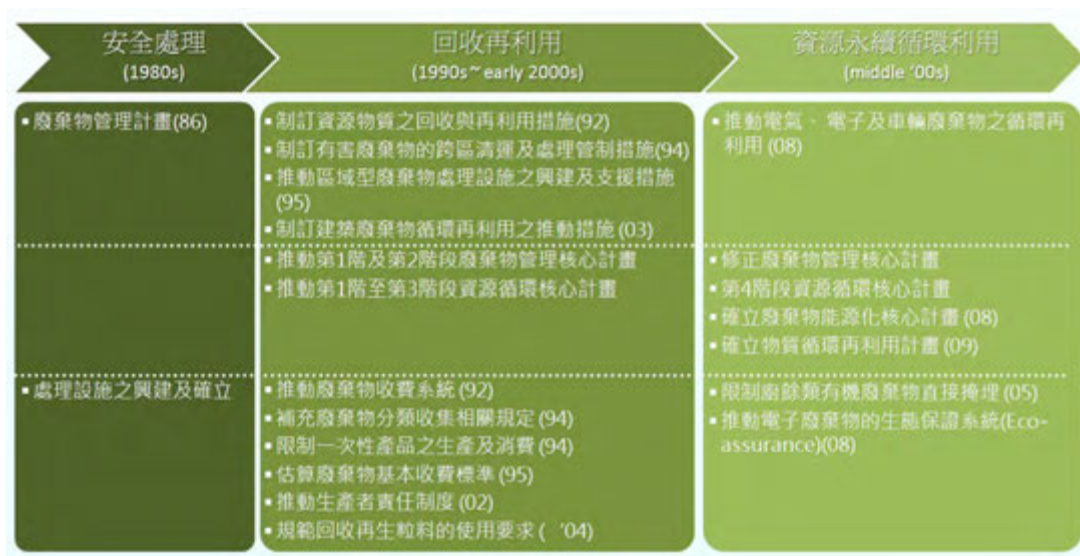 安全處理
(1980s)
回收再利用
(1990s~early 2000s)
資源永續循環利用
(middle '00s)
▪廢棄物管理計畫(86)
▪制訂資源物質之回收與再利用措施(92)
▪制訂有害廢棄物的跨區清運及處理管制措施(94)
▪推動區域型廢棄物處理設施之興建及支援措施
(95)
▪制訂建築廢棄物循環再利用之推動措施(03)
▪推動電氣、電子及車輛廢棄物之循環再
利用(08)
▪推動第1階及第2階段廢棄物管理核心計畫
▪推動第1階至第3階段資源循環核心計畫
▪修正廢棄物管理核心計畫
▪第4階段資源循環核心計畫
▪確立廢棄物能源化核心計畫(08)
▪確立物質循環再利用計畫(09)
▪處理設施之興建及確立
▪推動廢棄物收費系統(92)
▪補充廢棄物分類收集相關規定(94)
▪限制一次性產品之生產及消費(94)
▪估算廢棄物基本收費標準(95)
▪推動生產者責任制度(02)
▪規範回收再生粒料的使用要求( '04)
▪限制廚餘類有機廢棄物直接掩埋(05)
▪推動電子廢棄物的生態保證系統(Eco-
assurance)(08)